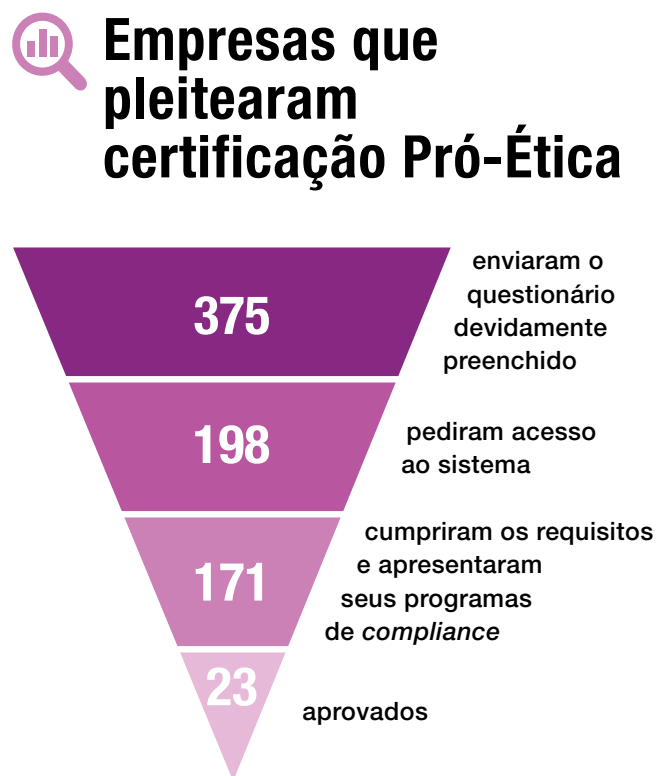 Empresas que
pleitearam
certificação Pró-Ética
375
enviaram o
questionário
devidamente
preenchido
198
pediram acesso
ao sistema
171
cumpriram os requisitos
e apresentaram
seus programas
de compliance
23
aprovados